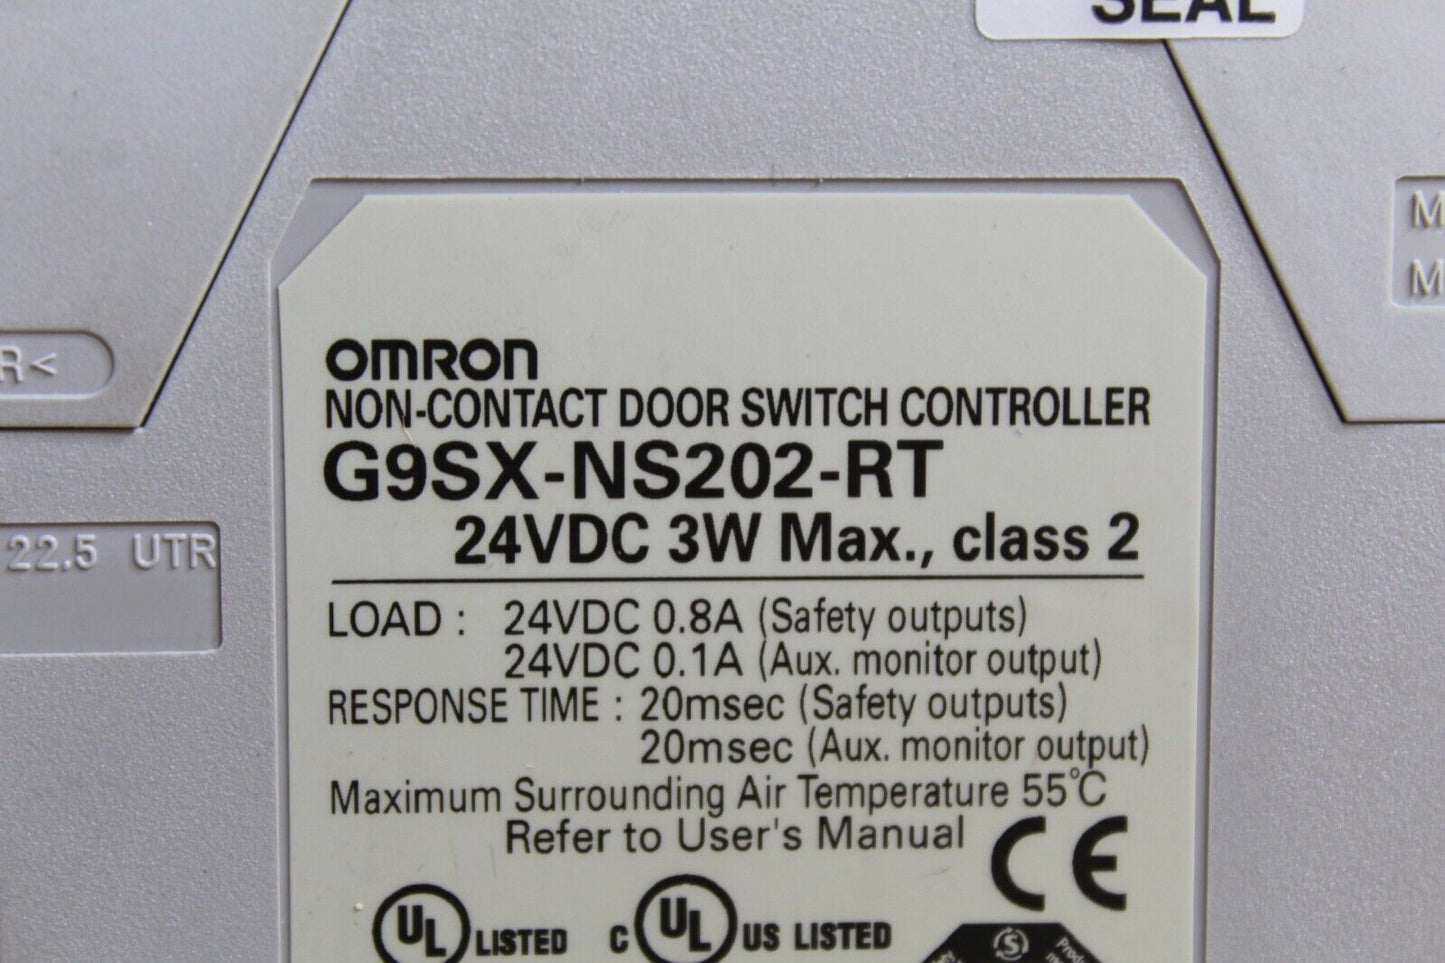 SEAL
M
M
R<
OMRON
NON-CONTACT DOOR SWITCH CONTROLLER
G9SX-NS202-RT
24VDC 3W Max., class 2
22.5 UTR
LOAD : 24VDC 0.8A (Safety outputs)
24VDC 0.1A (Aux. monitor output)
RESPONSE TIME : 20msec (Safety outputs)
20msec (Aux. monitor output)
Maximum Surrounding Air Temperature 55°C
Refer to User's Manual
CE
UL LISTED C UL US LISTED
S